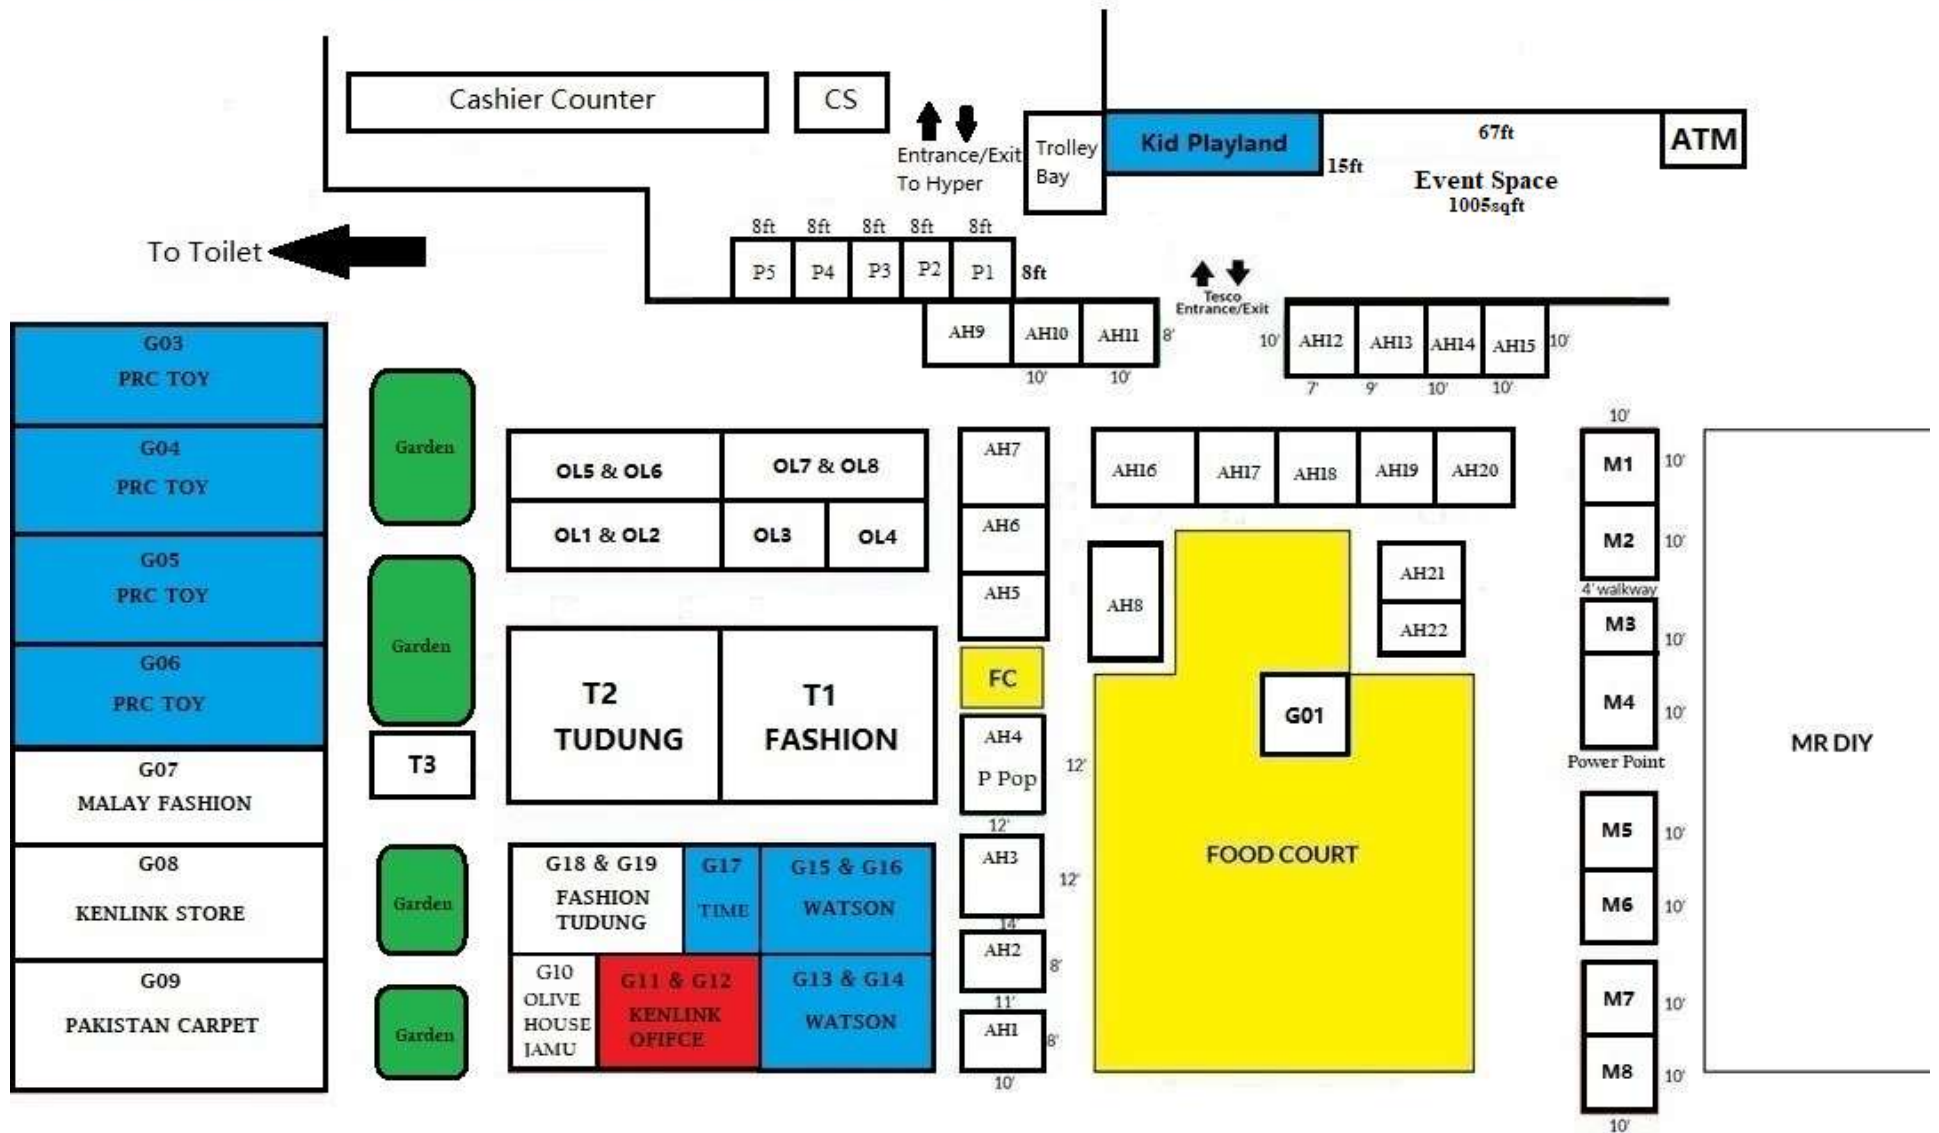 Cashier Counter
CS
Entrance/Exit
To Hyper
Trolley
Bay
Kid Playland
67ft
15ft
Event Space
1005sqft
ATM
To Toilet
8ft
8ft
8ft
8ft
8ft
P5
P4
P3
P2
P1
8ft
Tesco
Entrance/Exit
AH9
AH10
AH11
8'
10'
10'
10'
AH12
AH13
AH14
AH15
10'
7'
9'
10'
10'
G03
PRC TOY
G04
PRC TOY
G05
PRC TOY
G06
PRC TOY
G07
MALAY FASHION
G08
KENLINK STORE
G09
PAKISTAN CARPET
Garden
Garden
T3
Garden
Garden
OL5 & OL6
OL7 & OL8
OL1 & OL2
OL3
OL4
T2
TUDUNG
T1
FASHION
G18 & G19
FASHION
TUDUNG
G17
TIME
G15 & G16
WATSON
G10
OLIVE
HOUSE
JAMU
G11 & G12
KENLINK
OFIFCE
G13 & G14
WATSON
AH7
AH6
AH5
FC
AH4
P Pop
12'
12'
AH3
12'
14'
AH2
8'
11'
AH1
8'
10'
AH16
AH17
AH18
AH19
AH20
AH8
AH21
AH22
G01
FOOD COURT
10'
M1
10'
M2
10'
4' walkway
M3
10'
M4
10'
Power Point
M5
10'
M6
10'
M7
10'
M8
10'
10'
MR DIY